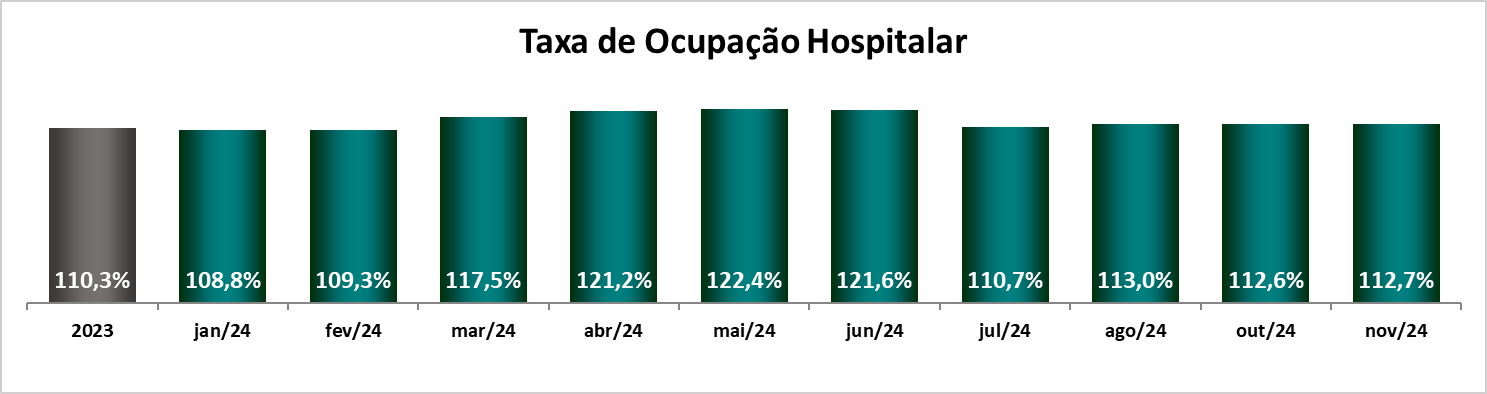 Taxa de Ocupação Hospitalar
110,3% 108,8% 109,3% 117,5% 121,2% 122,4% 121,6% 110,7% 113,0% 112,6% 112,7%
2023 jan/24 fev/24 mar/24 abr/24 mai/24 jun/24 jul/24 ago/24 out/24 nov/24